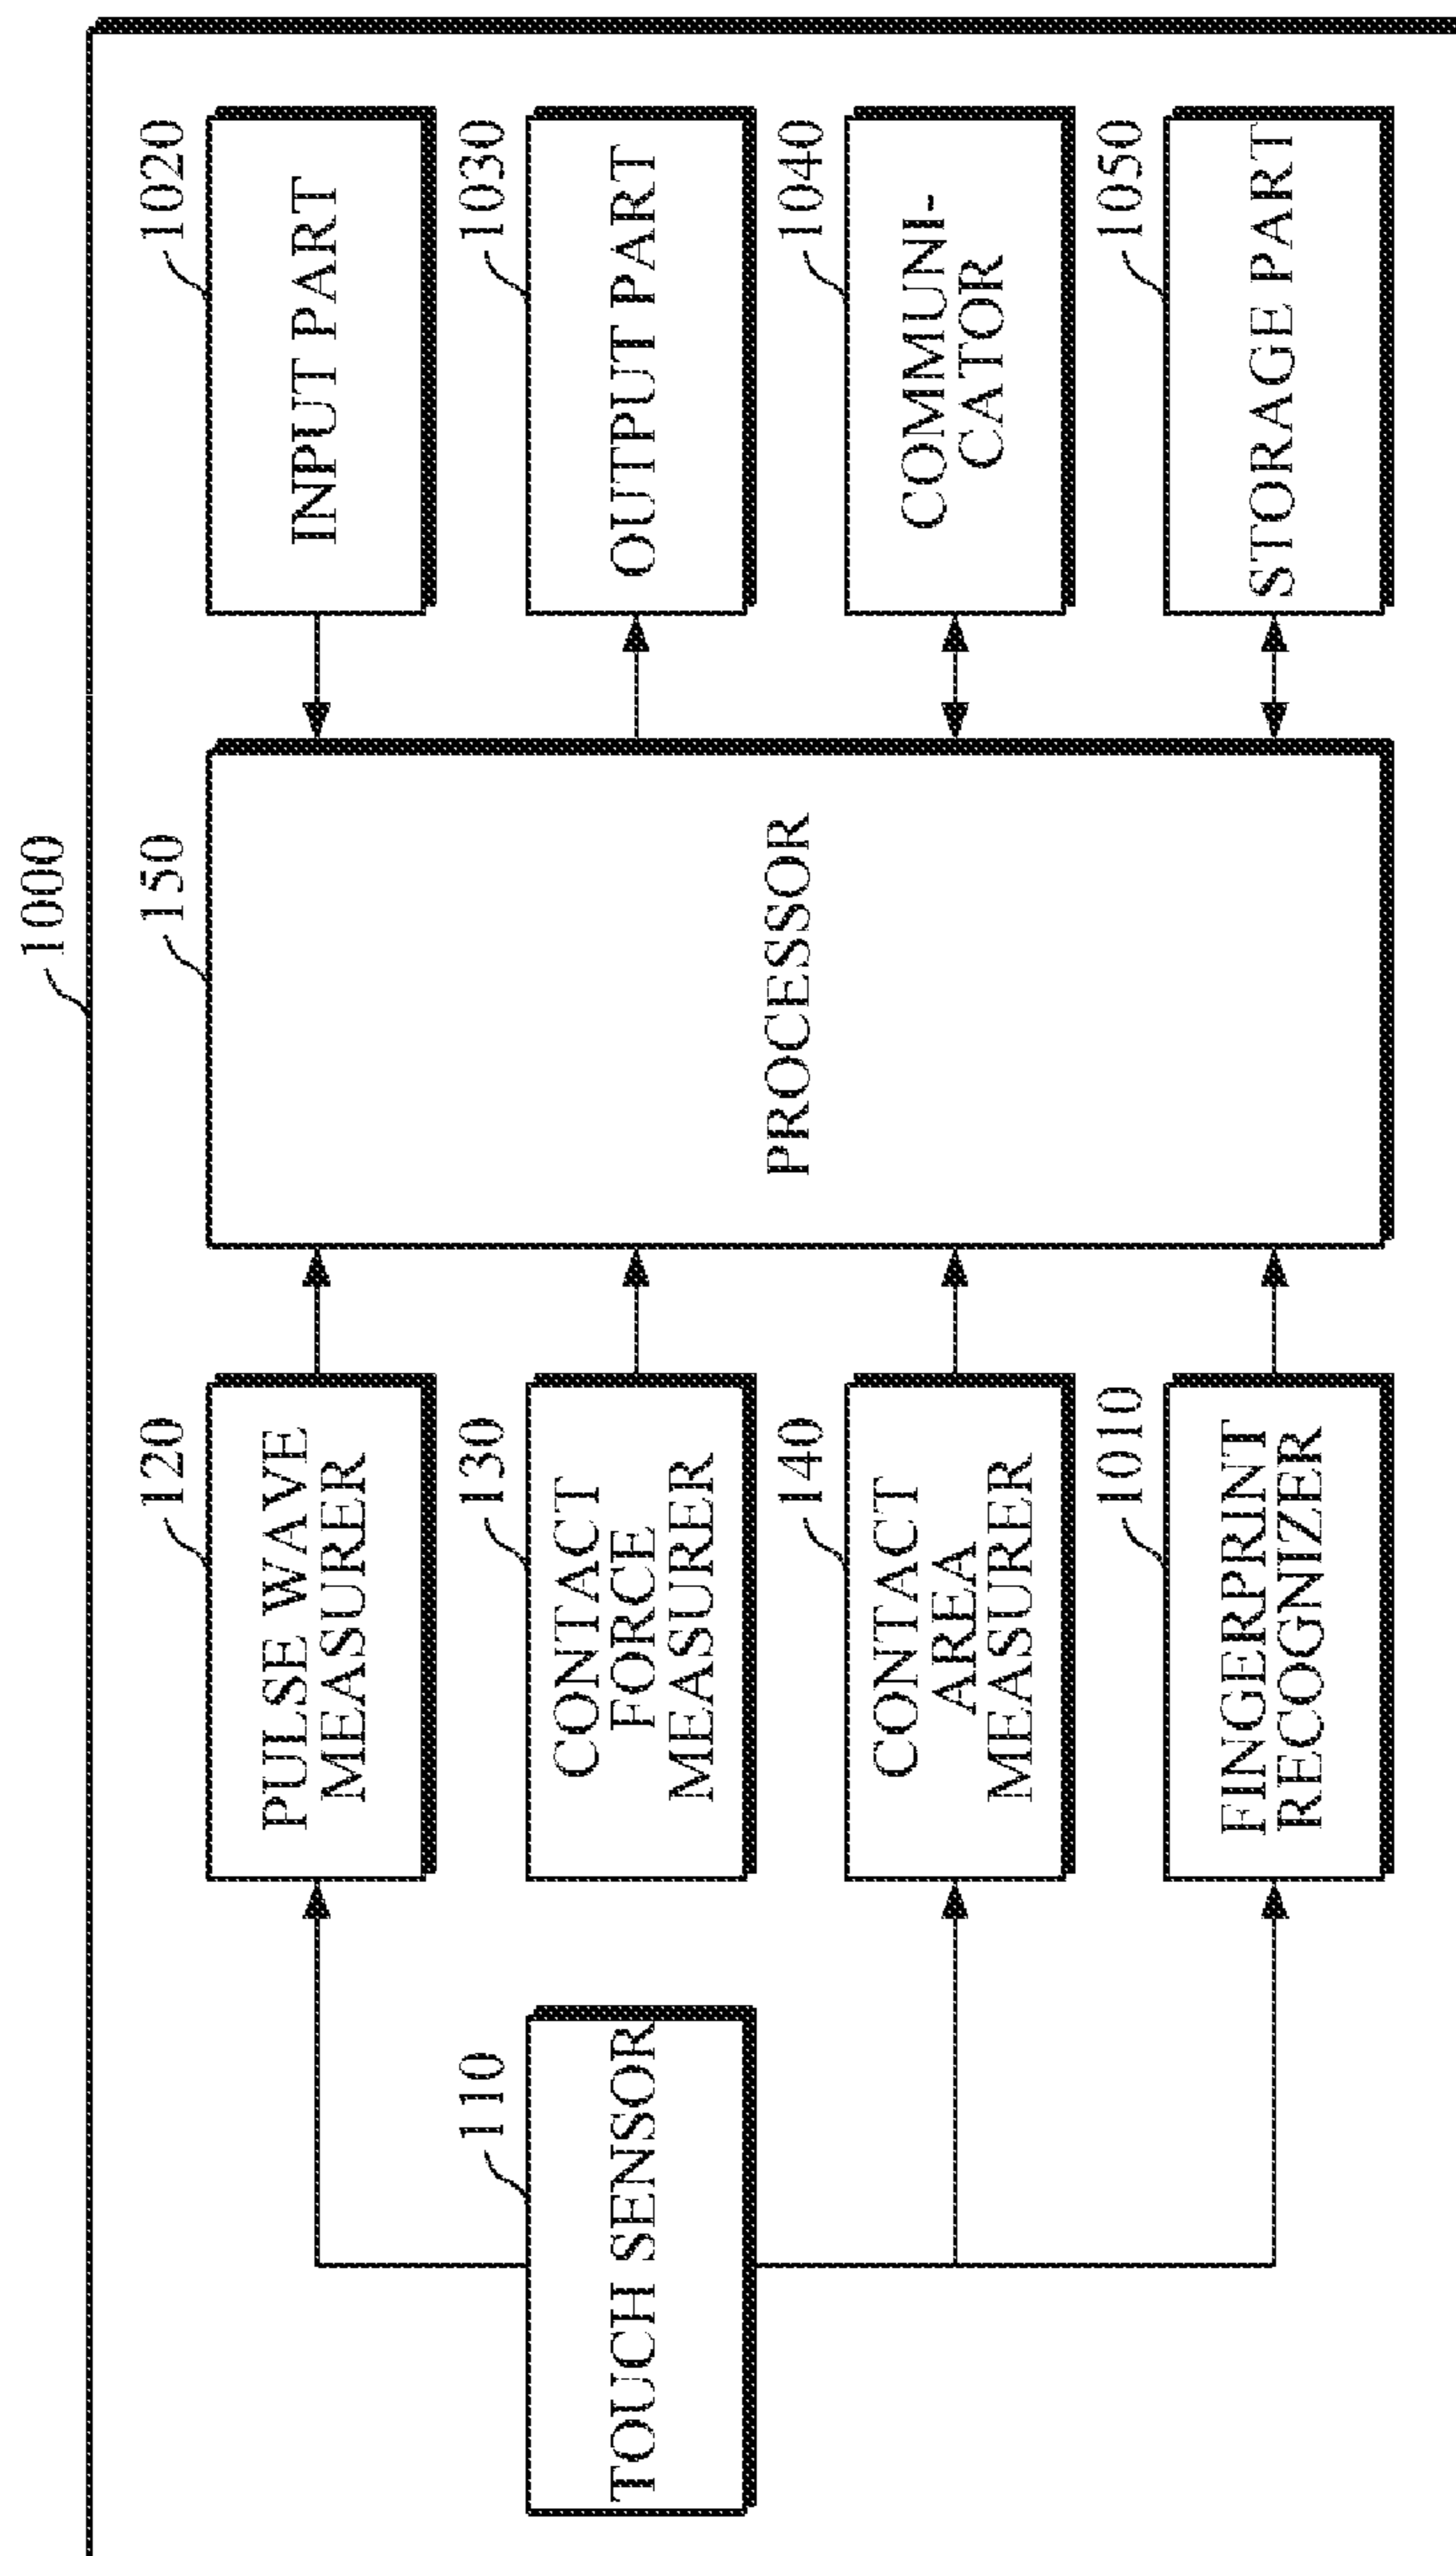 1000
110
TOUCH SENSOR
120
PULSE WAVE
MEASURER
130
CONTACT
FORCE
MEASURER
140
CONTACT
AREA
MEASURER
1010
FINGERPRINT
RECOGNIZER
150
PROCESSOR
1020
INPUT PART
1030
OUTPUT PART
1040
COMMUNI-
CATOR
1050
STORAGE PART